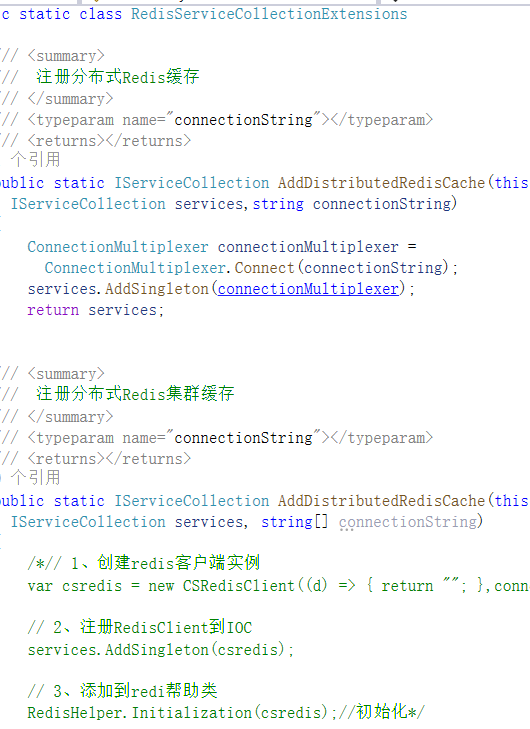 c static class RedisServiceCollectionExtensions
/// <summary>
/// 注册分布式Redis缓存
/// </summary>
/// <typeparam name="connectionString"></typeparam>
/// <returns></returns>
个引用
public static IServiceCollection AddDistributedRedisCache(this
IServiceCollection services,string connectionString)
ConnectionMultiplexer connectionMultiplexer =
ConnectionMultiplexer.Connect(connectionString);
services.AddSingleton(connectionMultiplexer);
return services;
/// <summary>
/// 注册分布式Redis集群缓存
/// </summary>
/// <typeparam name="connectionString"></typeparam>
/// <returns></returns>
个引用
public static IServiceCollection AddDistributedRedisCache(this
IServiceCollection services, string[] connectionString)
/*// 1、创建redis客户端实例
var csredis = new CSRedisClient((d) => { return ""; },conn
// 2、注册RedisClient到IOC
services.AddSingleton(csredis);
// 3、添加到redi帮助类
RedisHelper.Initialization(csredis);//初始化*/